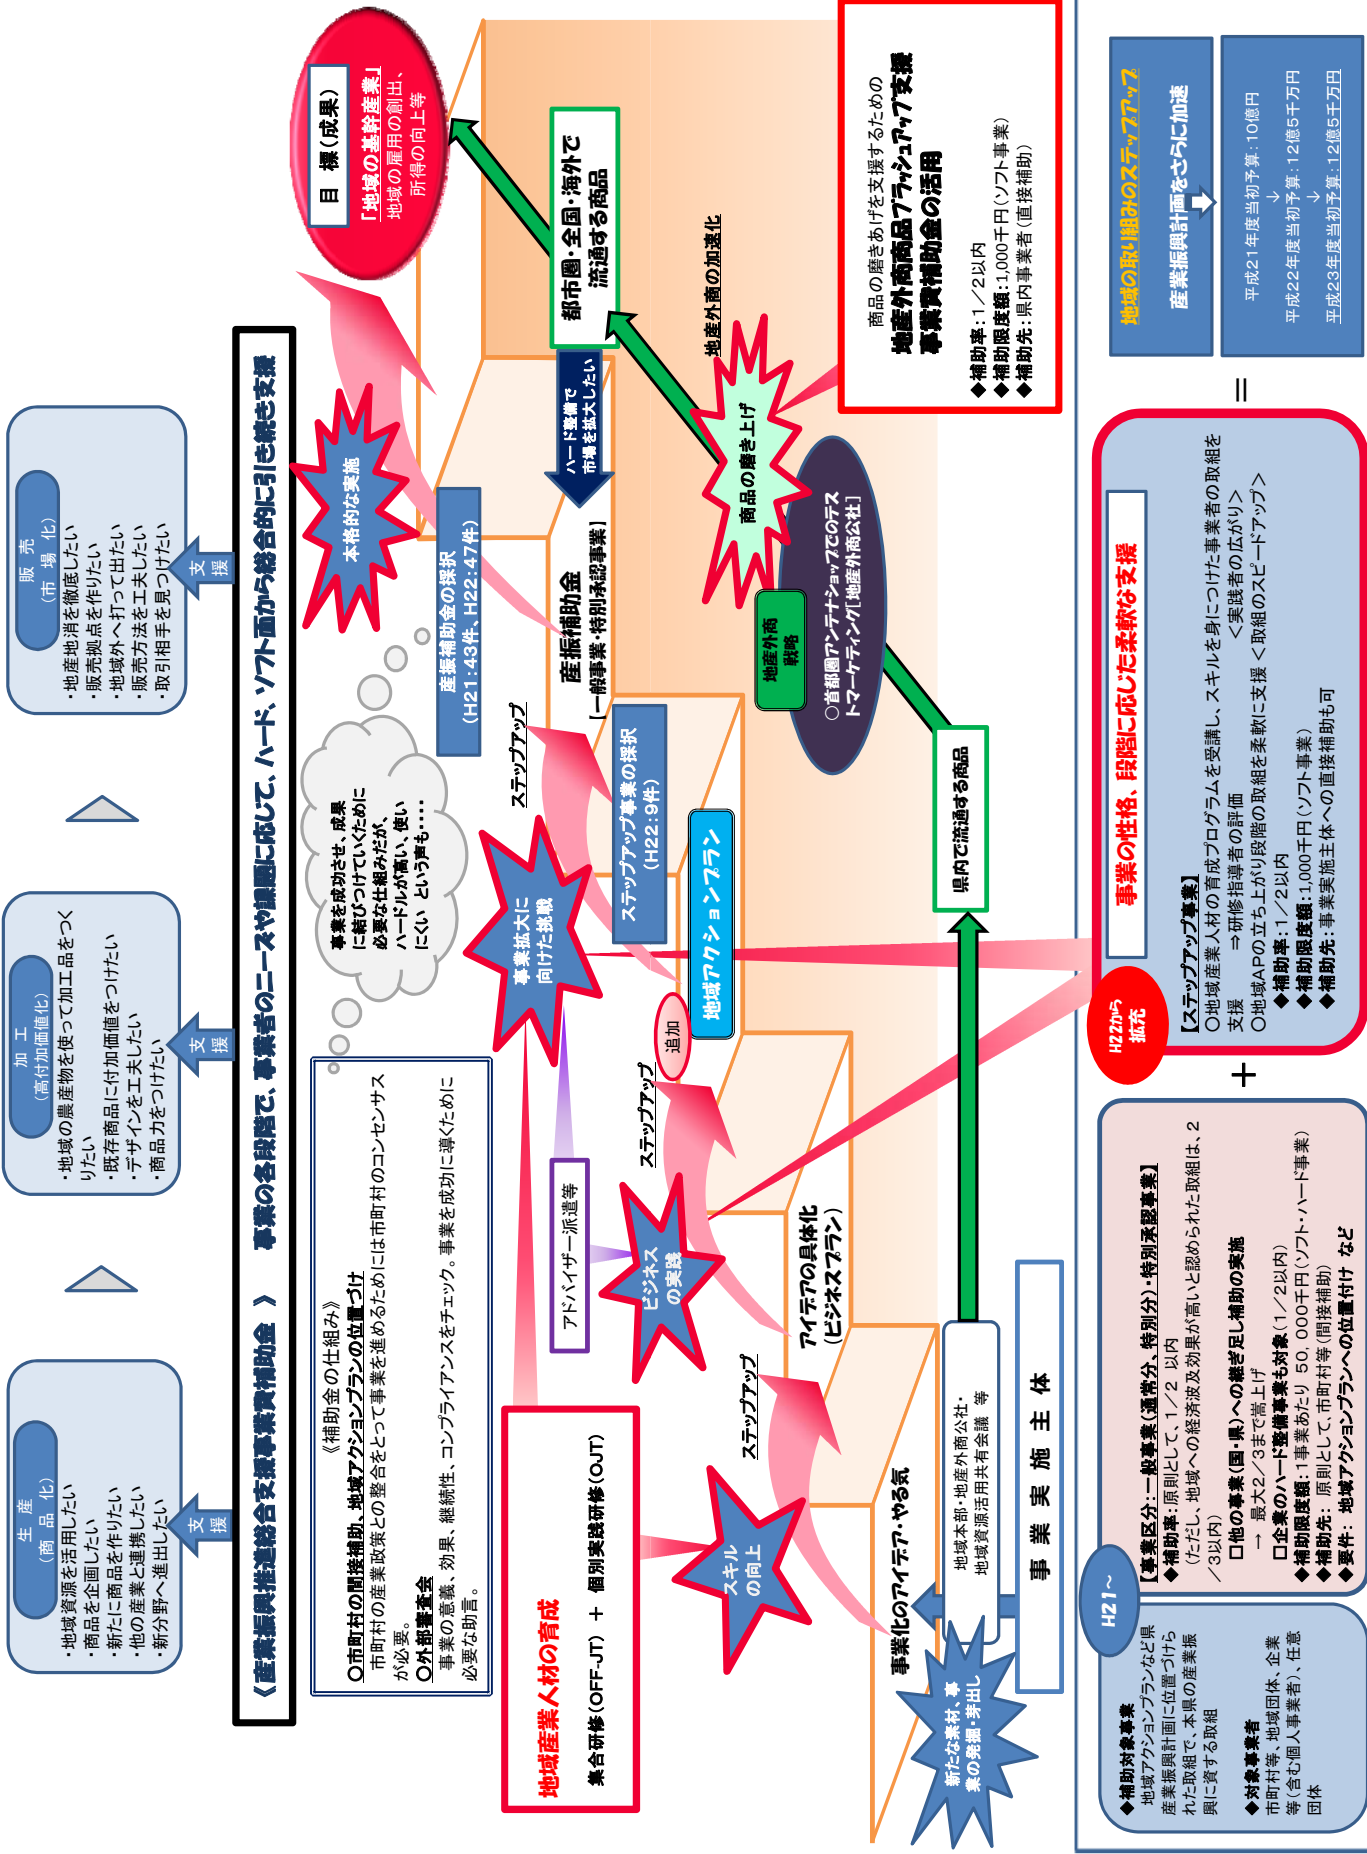 生 産
(商 品 化)
・地域資源を活用したい
・商品を企画したい
・新たに商品を作りたい
・他の産業と連携したい
・新分野へ進出したい
支援
加 工
(高付加価値化)
・地域の農産物を使って加工品をつく
りたい
・既存商品に付加価値をつけたい
・デザインを工夫したい
・商品力をつけたい
支援
販 売
(市 場 化)
・地産地消を徹底したい
・販売拠点を作りたい
・地域外へ打って出たい
・販売方法を工夫したい
・取引相手を見つけたい
支援
《産業振興推進総合支援事業費補助金 》 事業の各段階で、事業者のニーズや課題に応じて、ハード、ソフト面から総合的に引き続き支援
《補助金の仕組み》
○市町村の間接補助、地域アクションプランの位置づけ
市町村の産業政策との整合をとって事業を進めるためには市町村のコンセンサス
が必要。
○外部審査会
事業の意義、効果、継続性、コンプライアンスをチェック。事業を成功に導くために
必要な助言。
事業を成功させ、成果
に結びつけていくために
必要な仕組みだが、
ハードルが高い、使い
にくい という声も・・・・
本格的な実施
目 標(成果)
「地域の基幹産業」
地域の雇用の創出、
所得の向上等
産振補助金の採択
(H21:43件、H22:47件)
ステップアップ
事業拡大に
向けた挑戦
産振補助金
【一般事業・特別承認事業】
ハード整備で
市場を拡大したい
都市圏・全国・海外で
流通する商品
地域産業人材の育成
集合研修(OFF-JT) + 個別実践研修(OJT)
アドバイザー派遣等
ステップアップ事業の採択
(H22:9件)
ビジネス
の実践
ステップアップ
追加
地域アクションプラン
地産外商の加速化
商品の磨き上げ
スキル
の向上
ステップアップ
アイデアの具体化
(ビジネスプラン)
地産外商
戦略
○首都圏アンテナショップでのテス
トマーケティング[地産外商公社]
商品の磨きあげを支援するための
地産外商商品ブラッシュアップ支援
事業費補助金の活用
◆補助率:1/2以内
◆補助限度額:1,000千円(ソフト事業)
◆補助先:県内事業者(直接補助)
事業化のアイデア・やる気
県内で流通する商品
新たな素材、事
業の発掘・芽出し
地域本部・地産外商公社・
地域資源活用共有会議 等
事 業 実 施 主 体
◆補助対象事業
地域アクションプランなど県
産業振興計画に位置づけら
れた取組で、本県の産業振
興に資する取組
◆対象事業者
市町村等、地域団体、企業
等(含む個人事業者)、任意
団体
H21~
【事業区分:一般事業(通常分、特別分)・特別承認事業】
◆補助率:原則として、1/2 以内
(ただし、地域への経済波及効果が高いと認められた取組は、2
/3以内)
□他の事業(国・県)への継ぎ足し補助の実施
→ 最大2/3まで嵩上げ
□企業のハード整備事業も対象(1/2以内)
◆補助限度額:1事業あたり 50,000千円(ソフト・ハード事業)
◆補助先: 原則として、市町村等(間接補助)
◆要件: 地域アクションプランへの位置付け など
+
H22から
拡充
事業の性格、段階に応じた柔軟な支援
【ステップアップ事業】
○地域産業人材の育成プログラムを受講し、スキルを身につけた事業者の取組を
支援 ⇒研修指導者の評価 <実践者の広がり>
○地域APの立ち上がり段階の取組を柔軟に支援 <取組のスピードアップ>
◆補助率:1/2以内
◆補助限度額:1,000千円(ソフト事業)
◆補助先:事業実施主体への直接補助も可
=
地域の取り組みのステップアップ
産業振興計画をさらに加速
平成21年度当初予算:10億円
↓
平成22年度当初予算:12億5千万円
↓
平成23年度当初予算:12億5千万円